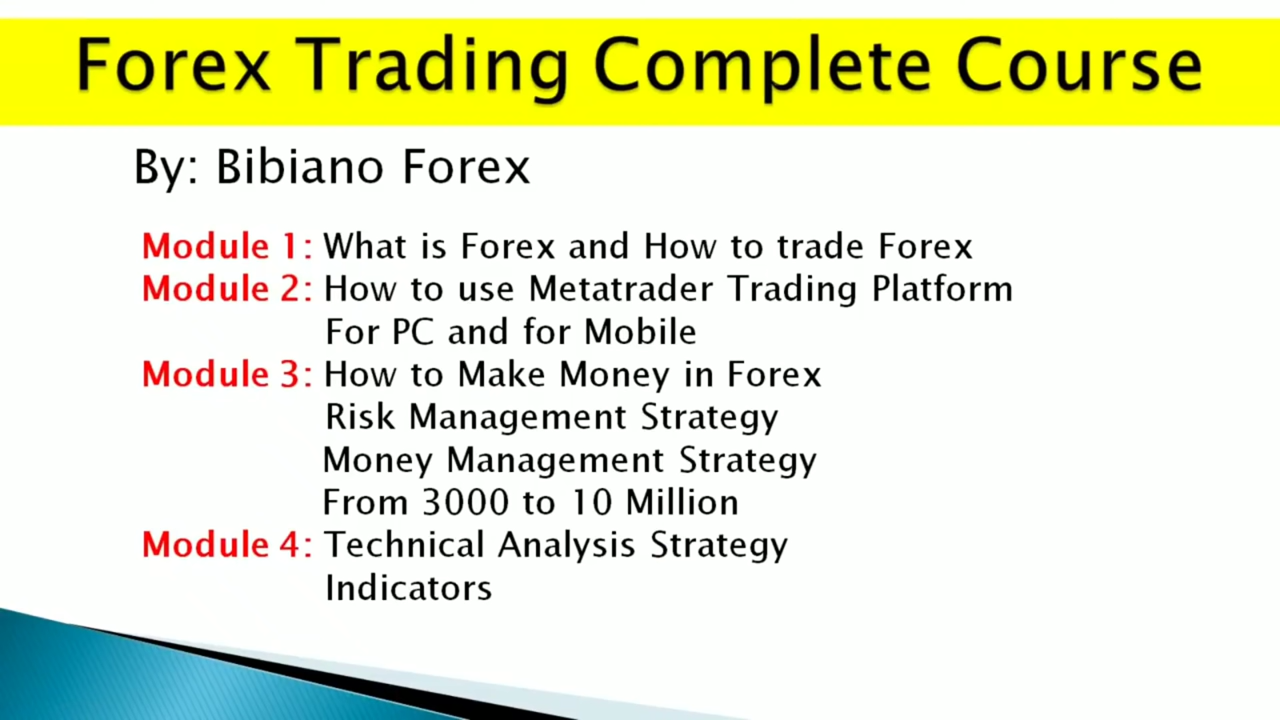 Forex Trading Complete Course
By: Bibiano Forex
Module 1: What is Forex and How to trade Forex
Module 2: How to use Metatrader Trading Platform
For PC and for Mobile
Module 3: How to Make Money in Forex
Risk Management Strategy
Money Management Strategy
From 3000 to 10 Million
Module 4: Technical Analysis Strategy
Indicators